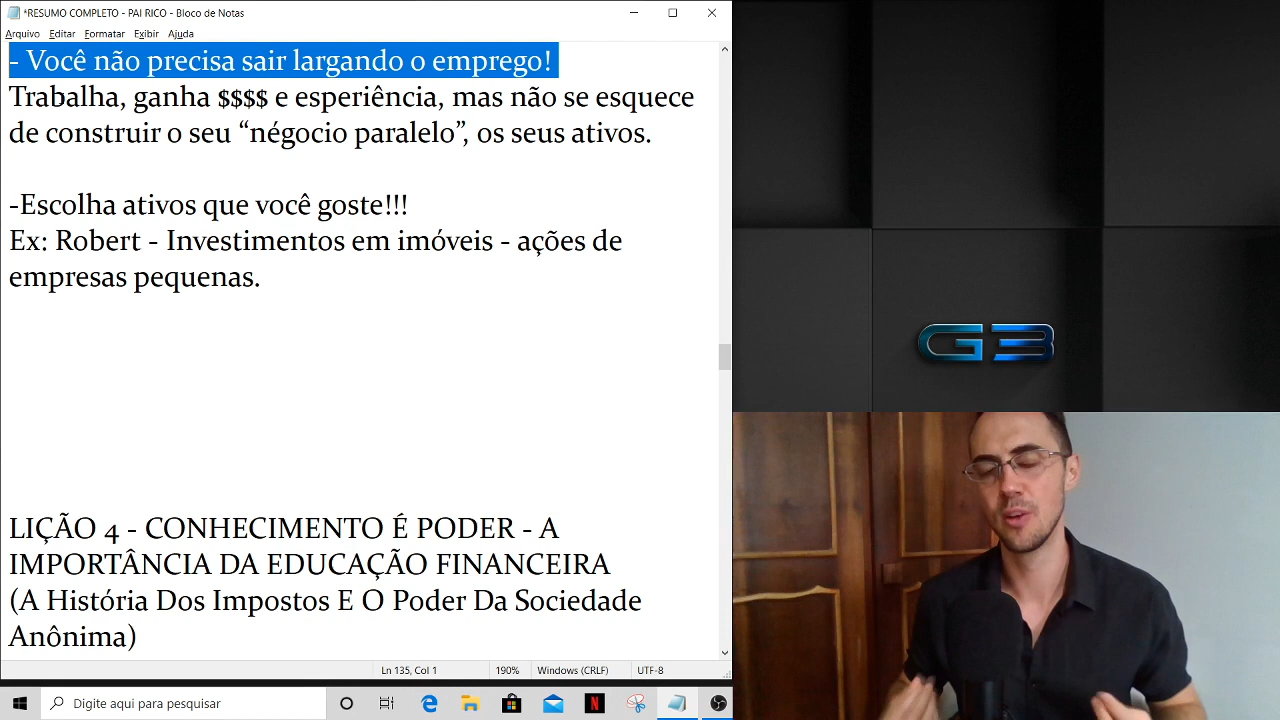 *RESUMO COMPLETO - PAI RICO - Bloco de Notas
Arquivo Editar Formatar Exibir Ajuda
- Você não precisa sair largando o emprego!
Trabalha, ganha $$$$ e esperiência, mas não se esquece
de construir o seu “négocio paralelo”, os seus ativos.
-Escolha ativos que você goste!!!
Ex: Robert - Investimentos em imóveis - ações de
empresas pequenas.
LIÇÃO 4 - CONHECIMENTO É PODER - A
IMPORTÂNCIA DA EDUCAÇÃO FINANCEIRA
(A História Dos Impostos E O Poder Da Sociedade
Anônima)
Ln 135, Col 1 190% Windows (CRLF) UTF-8
Digite aqui para pesquisar
N
G3